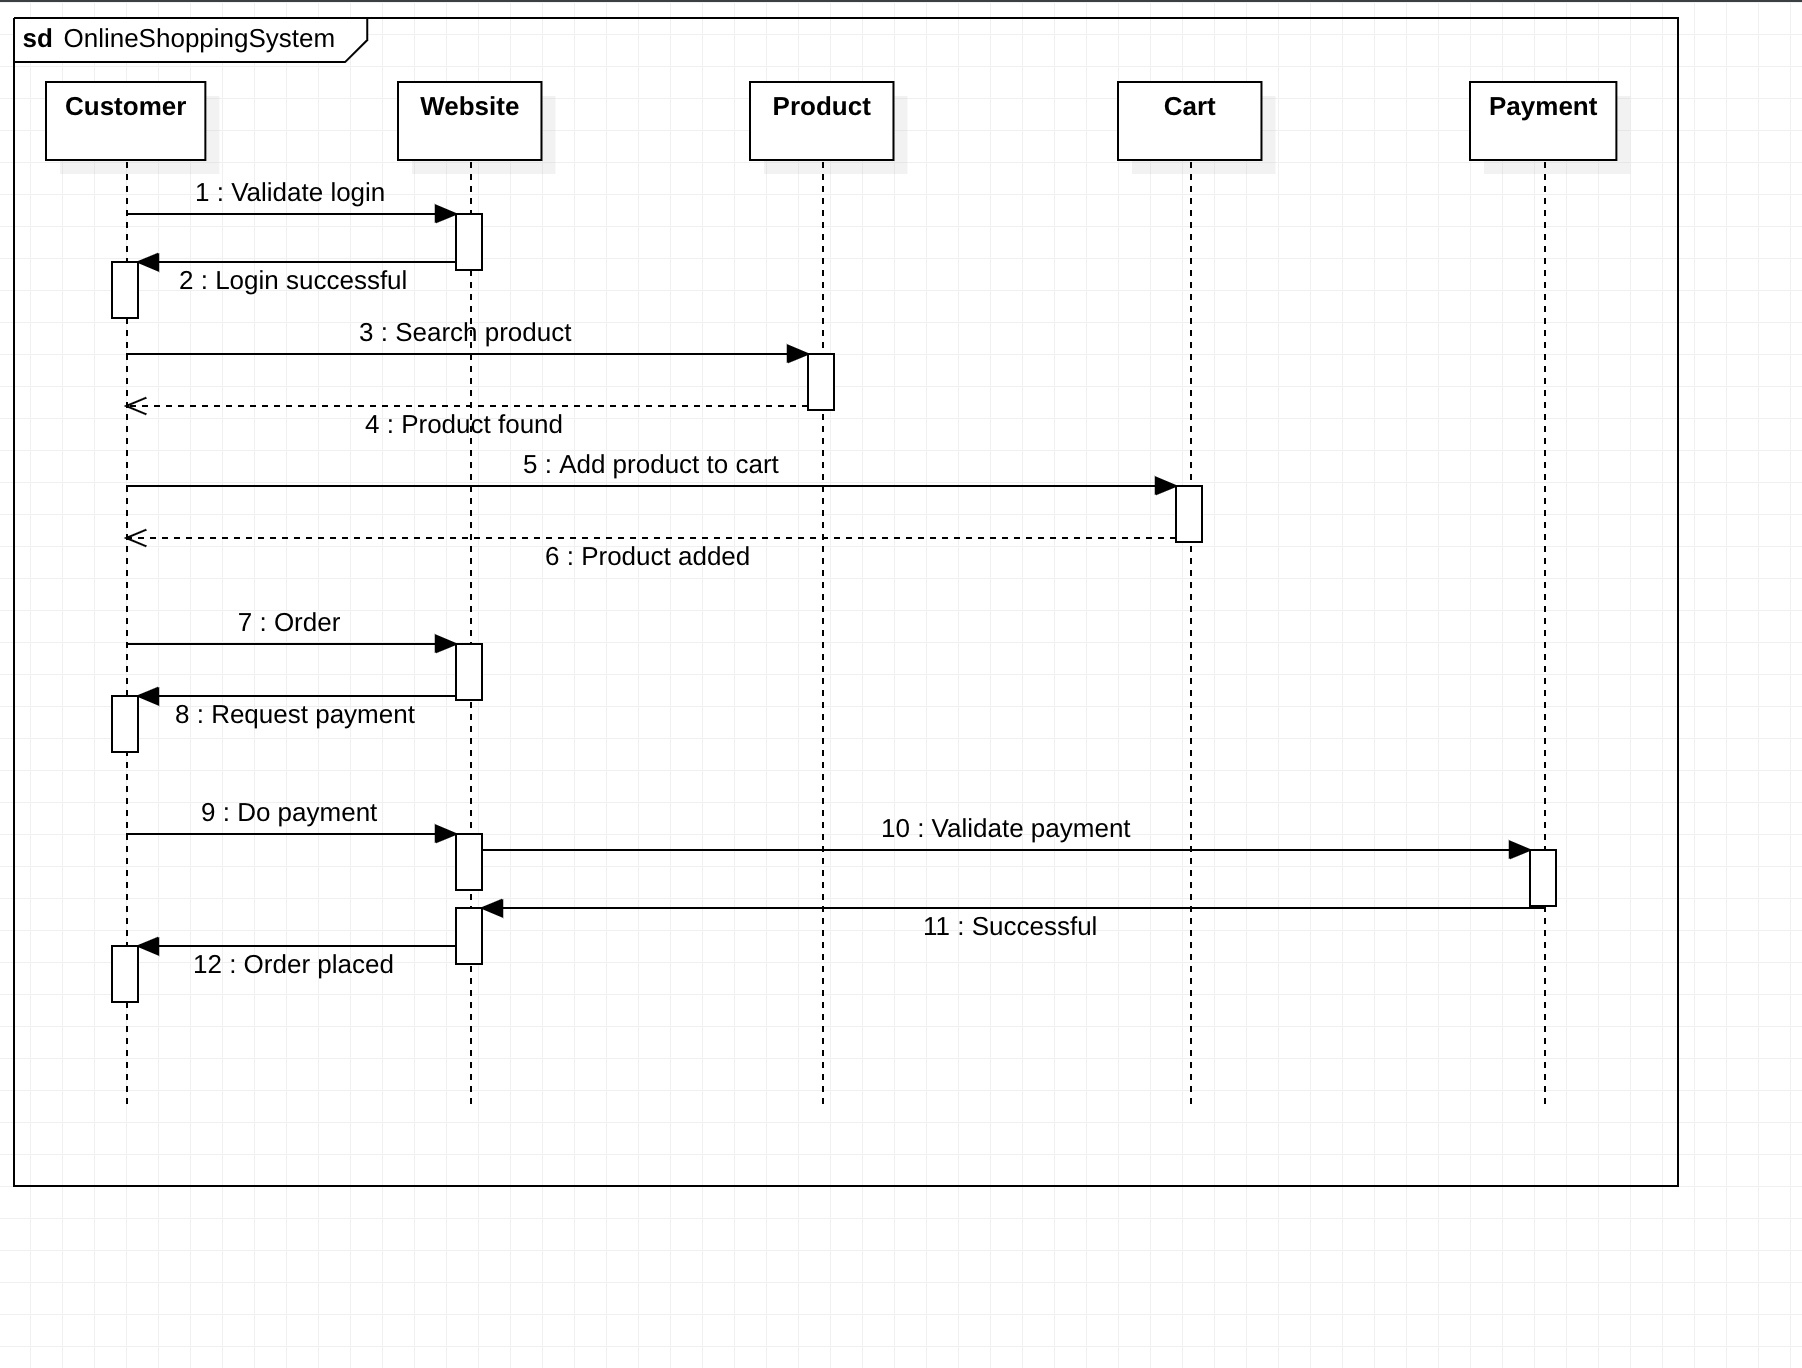 sd OnlineShoppingSystem
Customer Website Product Cart Payment
1 : Validate login
2 : Login successful
3 : Search product
4 : Product found
5 : Add product to cart
6 : Product added
7 : Order
8 : Request payment
9 : Do payment
10 : Validate payment
11 : Successful
12 : Order placed